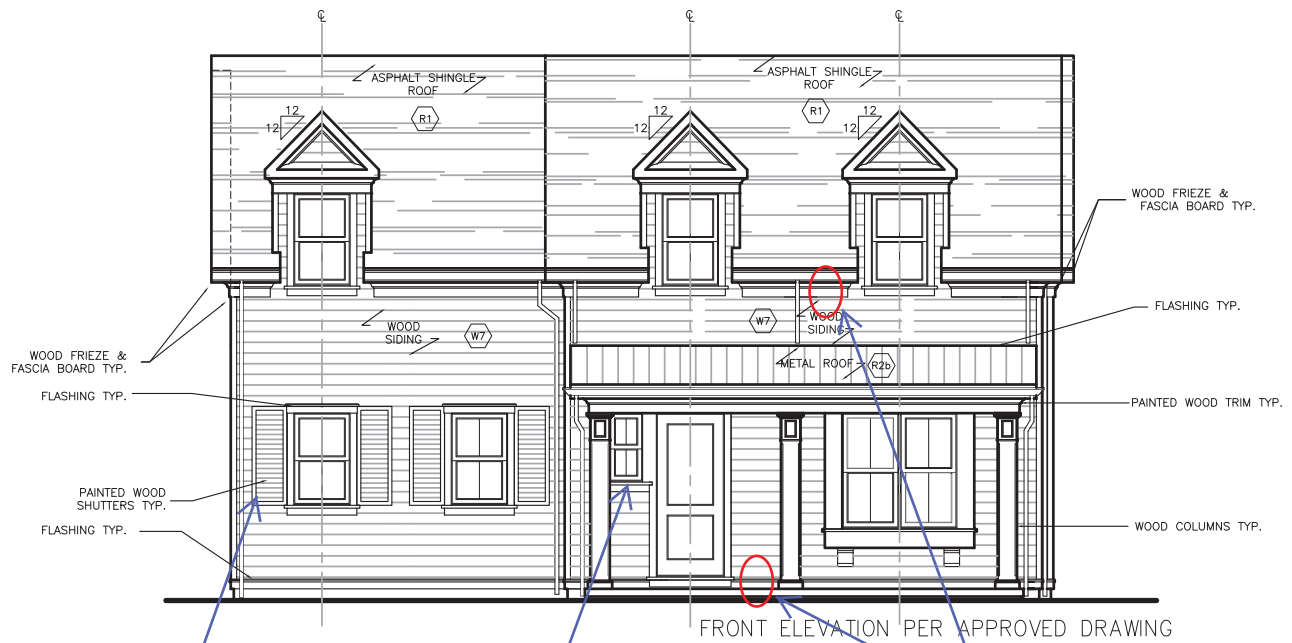 ℄ ℄ ℄
ASPHALT SHINGLE
ROOF
R1
ASPHALT SHINGLE
ROOF
R1
12
12
12
12
12
12
WOOD FRIEZE &
FASCIA BOARD TYP.
FLASHING TYP.
WOOD
SIDING
W7
W7
WOOD
SIDING
METAL ROOF
R2b
WOOD FRIEZE &
FASCIA BOARD TYP.
FLASHING TYP.
PAINTED WOOD TRIM TYP.
PAINTED WOOD
SHUTTERS TYP.
FLASHING TYP.
WOOD COLUMNS TYP.
FRONT ELEVATION PER APPROVED DRAWING